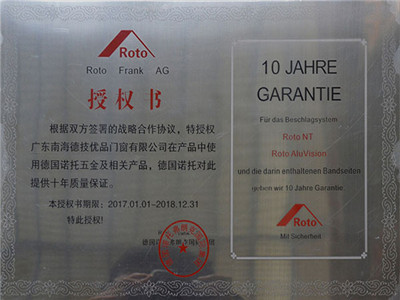 Roto
Roto Frank AG
授权书
根据双方签署的战略合作协议，特授权
广东南海德技优品门窗有限公司在产品中使
用德国诺托五金及相关产品，德国诺托对此
提供十年质量保证。
本授权书期限：2017.01.01~2018.12.31
特此授权！
10 JAHRE
GARANTIE
Für das Beschlagsystem
Roto NT
Roto AluVision
und die darin enthaltenen Bandseiten
geben wir 10 Jahre Garantie
Roto
Mit Sicherheit